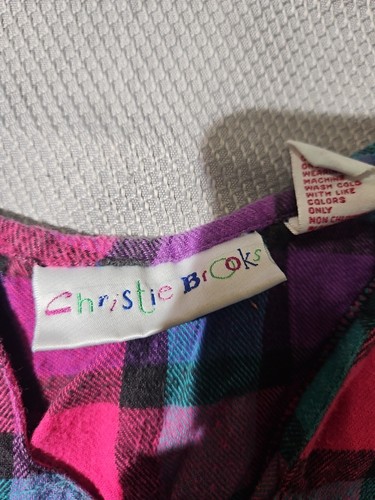 Christie Brooks
MACHINE
WASH COLD
WITH LIKE
COLORS
ONLY